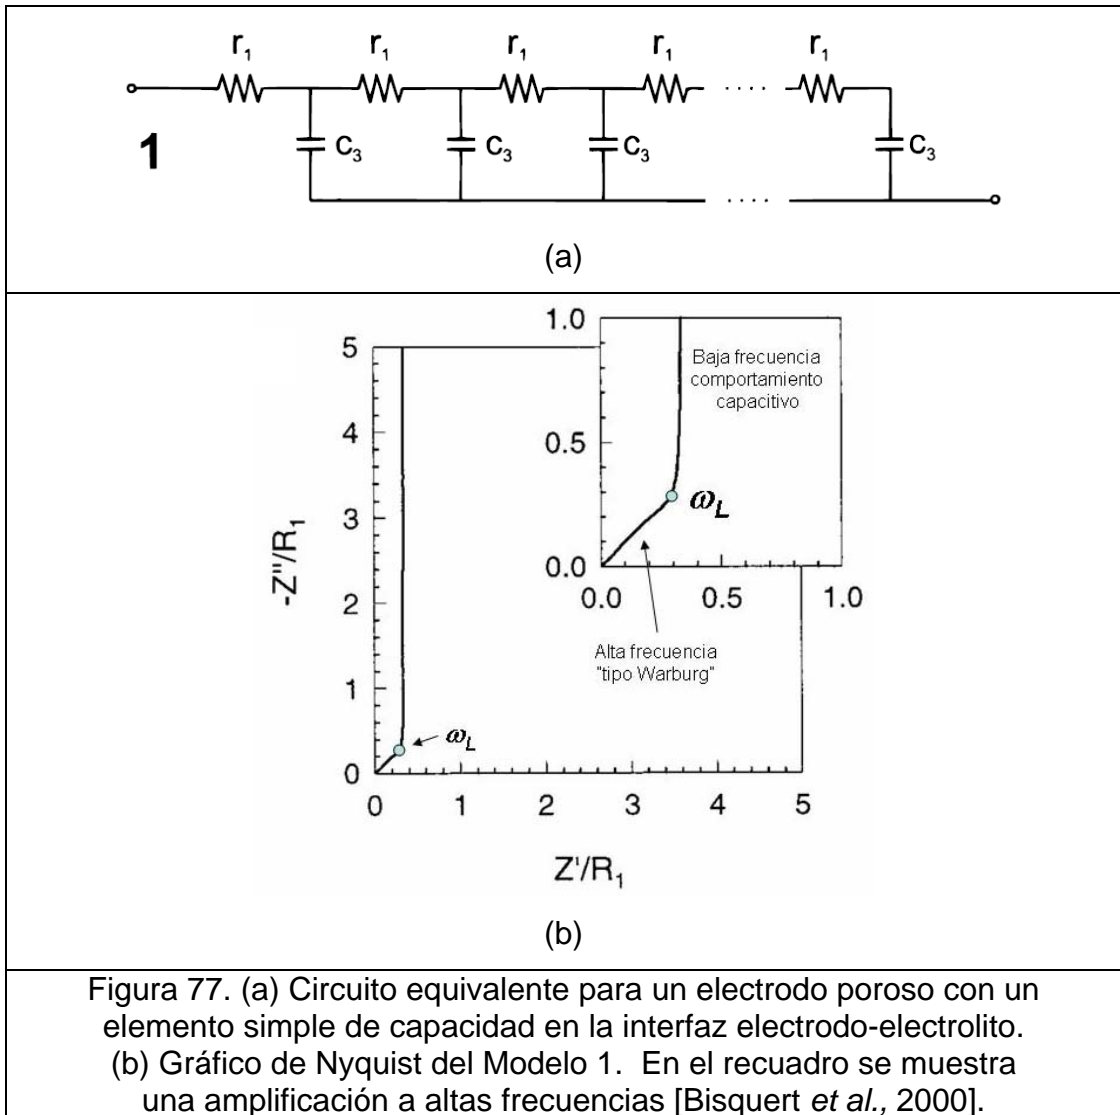 r₁ r₁ r₁ r₁ r₁
1 C₃ C₃ C₃ C₃
(a)
5
4
3
2
1
0
-Z''/R₁
0 1 2 3 4 5
Z'/R₁
ω_L
1.0
0.5
0.0
0.0 0.5 1.0
Baja frecuencia
comportamiento
capacitivo
ω_L
Alta frecuencia
"tipo Warburg"
(b)
Figura 77. (a) Circuito equivalente para un electrodo poroso con un
elemento simple de capacidad en la interfaz electrodo-electrolito.
(b) Gráfico de Nyquist del Modelo 1. En el recuadro se muestra
una amplificación a altas frecuencias [Bisquert et al., 2000].